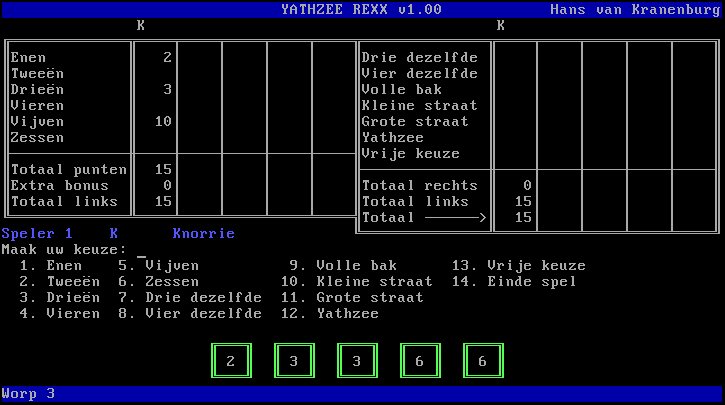 YATHZEE REXX v1.00 Hans van Kranenburg
K K
Enen 2
Tweeën
Drieën 3
Vieren
Vijven 10
Zessen
Totaal punten 15
Extra bonus 0
Totaal links 15
Drie dezelfde
Vier dezelfde
Volle bak
Kleine straat
Grote straat
Yathzee
Vrije keuze
Totaal rechts 0
Totaal links 15
Totaal ──────> 15
Speler 1 K Knorrie
Maak uw keuze: _
1. Enen 5. Vijven 9. Volle bak 13. Vrije keuze
2. Tweeën 6. Zessen 10. Kleine straat 14. Einde spel
3. Drieën 7. Drie dezelfde 11. Grote straat
4. Vieren 8. Vier dezelfde 12. Yathzee
2 3 3 6 6
Worp 3